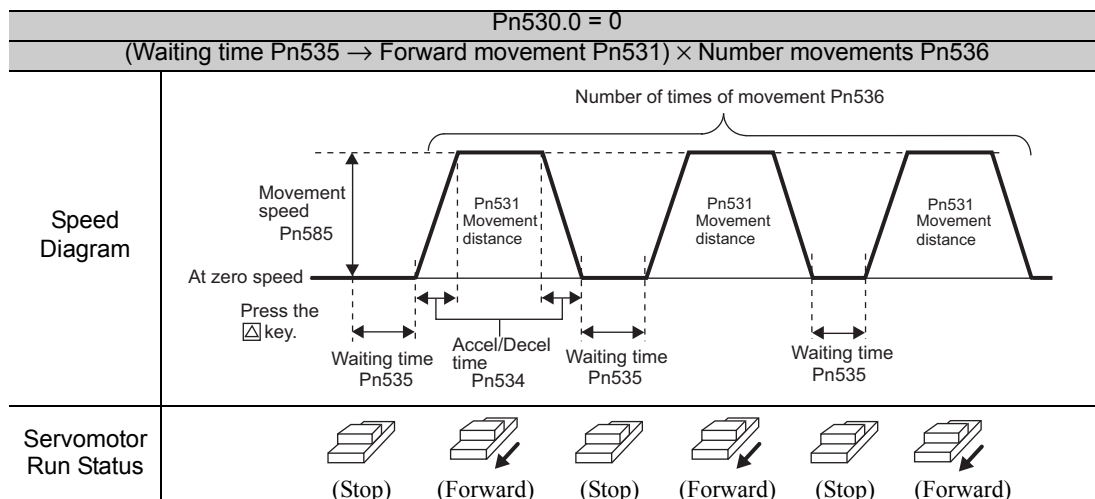 Pn530.0 = 0
(Waiting time Pn535 → Forward movement Pn531) × Number movements Pn536
Speed
Diagram
Number of times of movement Pn536
Movement
speed
Pn585
Pn531
Movement
distance
Pn531
Movement
distance
Pn531
Movement
distance
At zero speed
Press the
△ key.
Waiting time
Pn535
Accel/Decel
time
Pn534
Waiting time
Pn535
Waiting time
Pn535
Servomotor
Run Status
(Stop) (Forward) (Stop) (Forward) (Stop) (Forward)